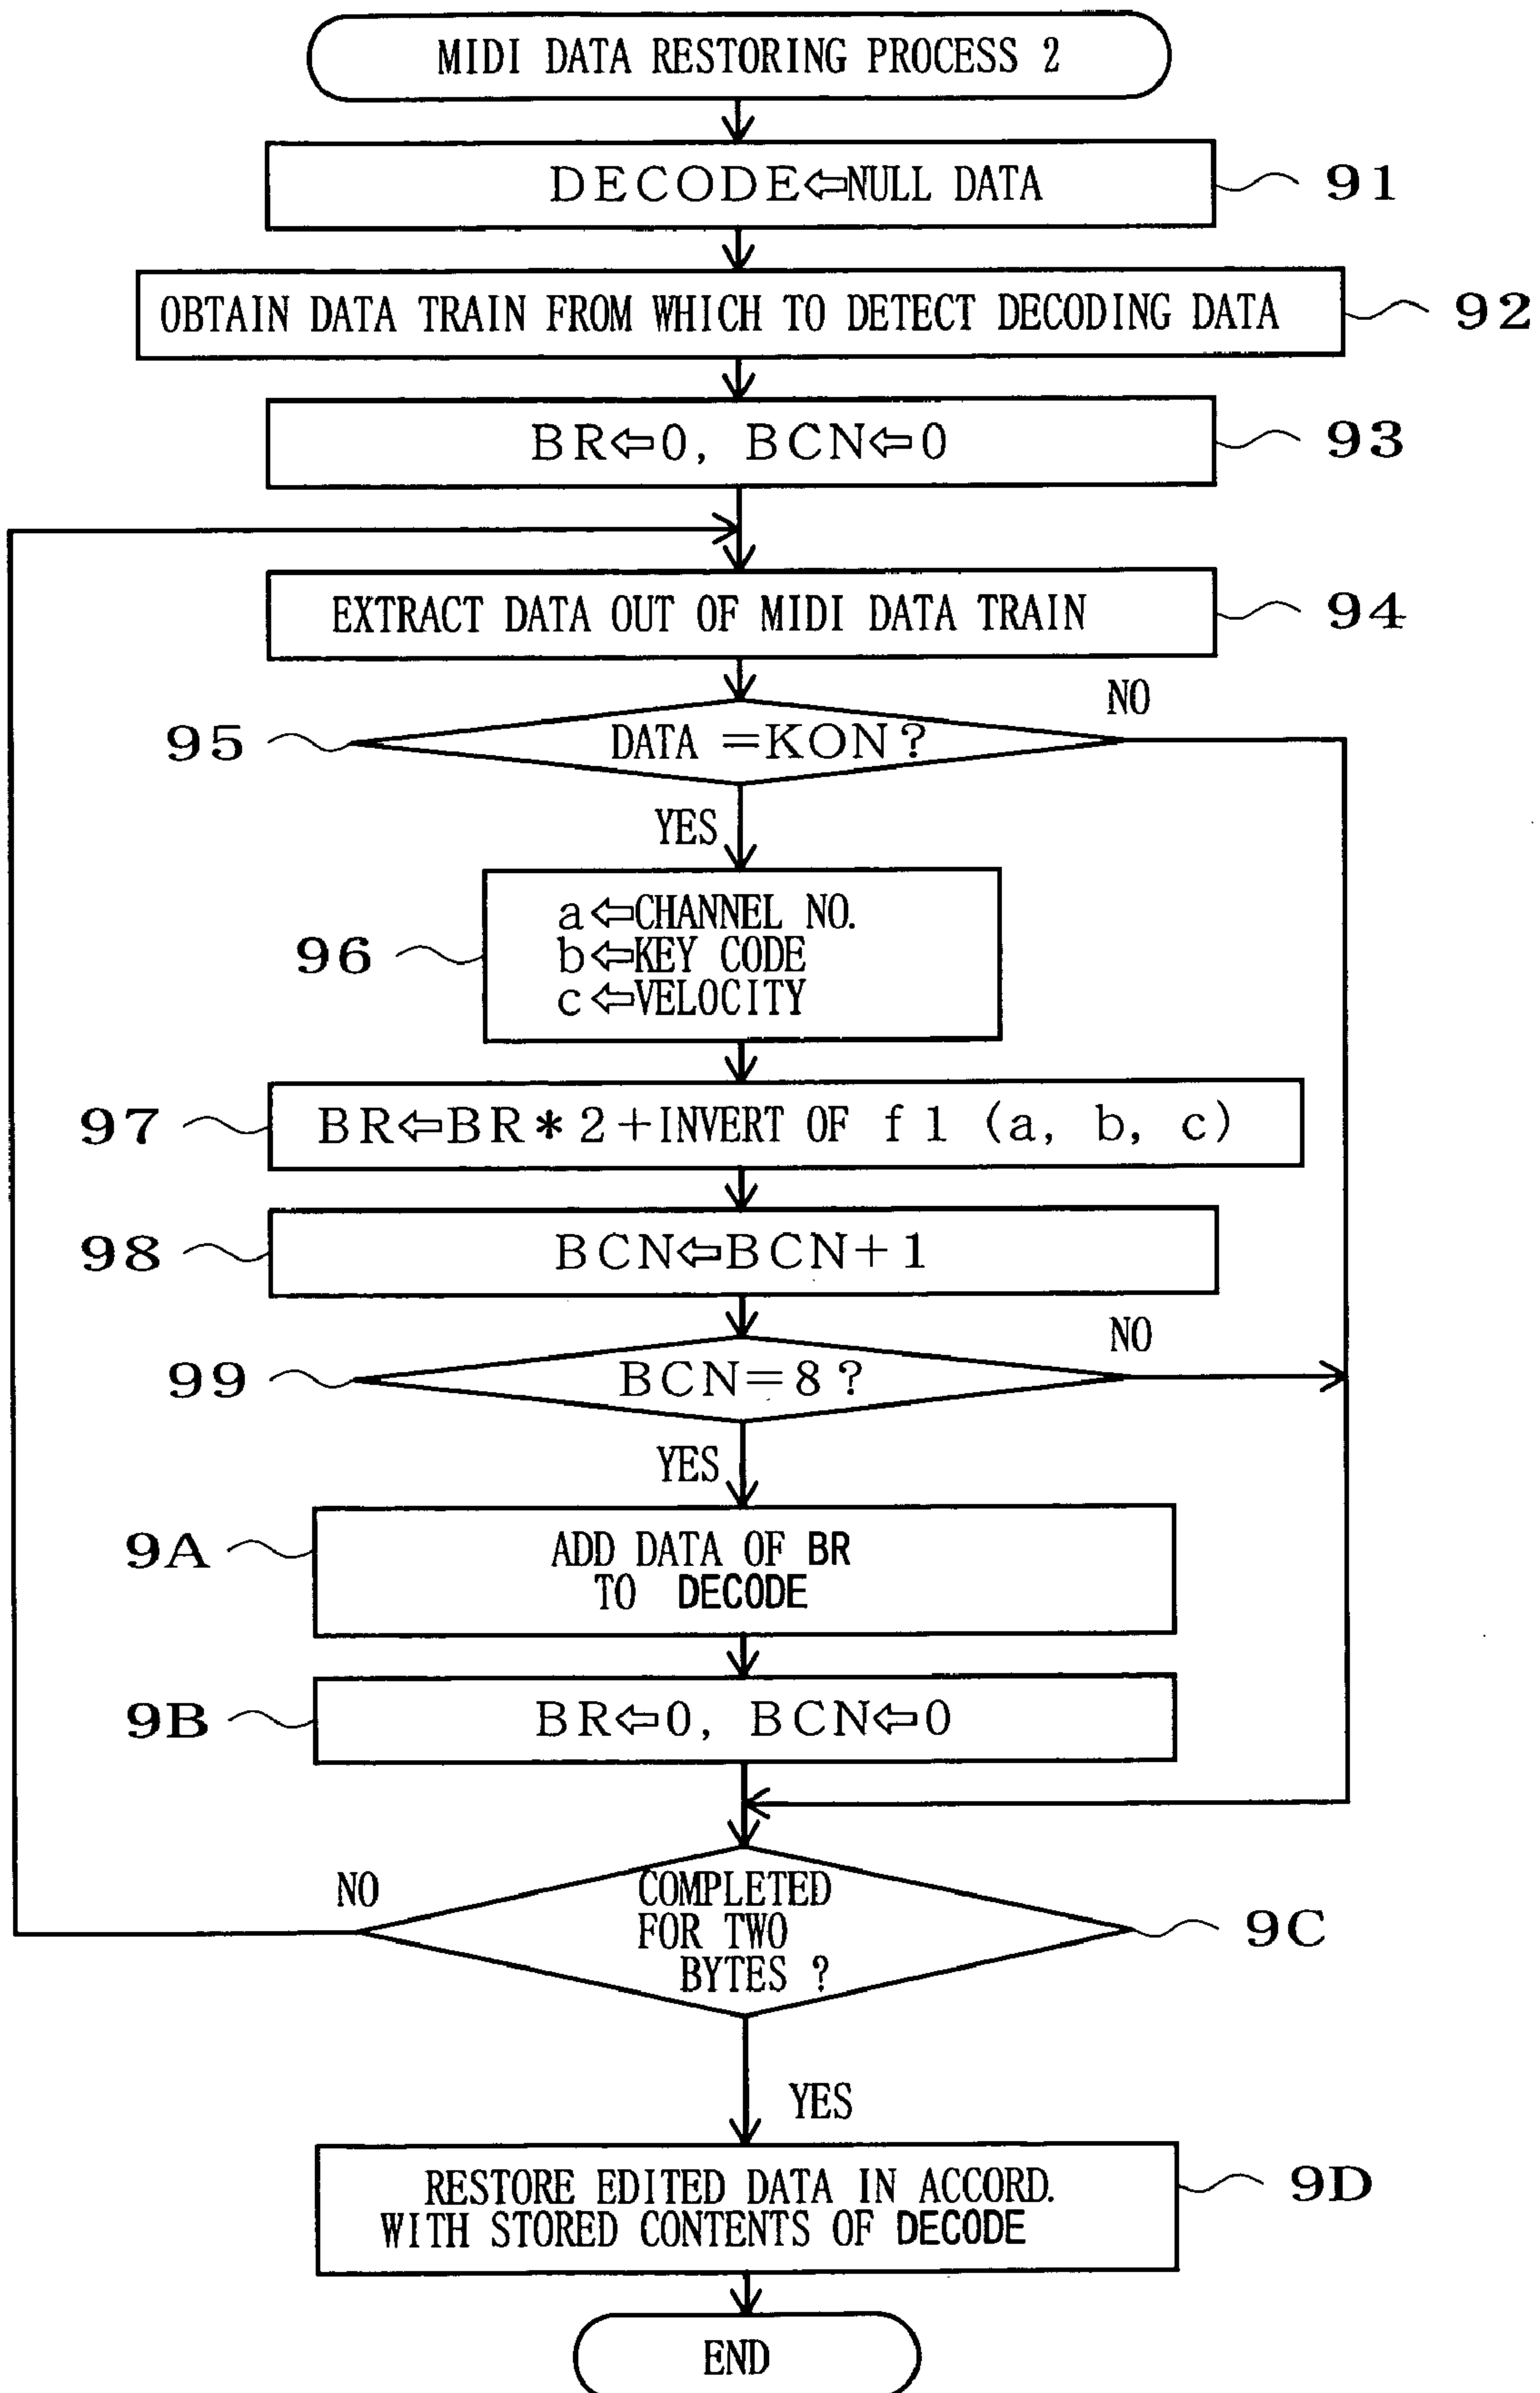 MIDI DATA RESTORING PROCESS 2
DECODE⇦NULL DATA
91
OBTAIN DATA TRAIN FROM WHICH TO DETECT DECODING DATA
92
BR⇦0, BCN⇦0
93
EXTRACT DATA OUT OF MIDI DATA TRAIN
94
NO
95
DATA =KON?
YES
a⇦CHANNEL NO.
96
b⇦KEY CODE
c⇦VELOCITY
97
BR⇦BR*2+INVERT OF f1 (a, b, c)
98
BCN⇦BCN+1
NO
99
BCN=8?
YES
9A
ADD DATA OF BR
TO DECODE
9B
BR⇦0, BCN⇦0
NO
COMPLETED
FOR TWO
BYTES ?
9C
YES
RESTORE EDITED DATA IN ACCORD.
WITH STORED CONTENTS OF DECODE
9D
END